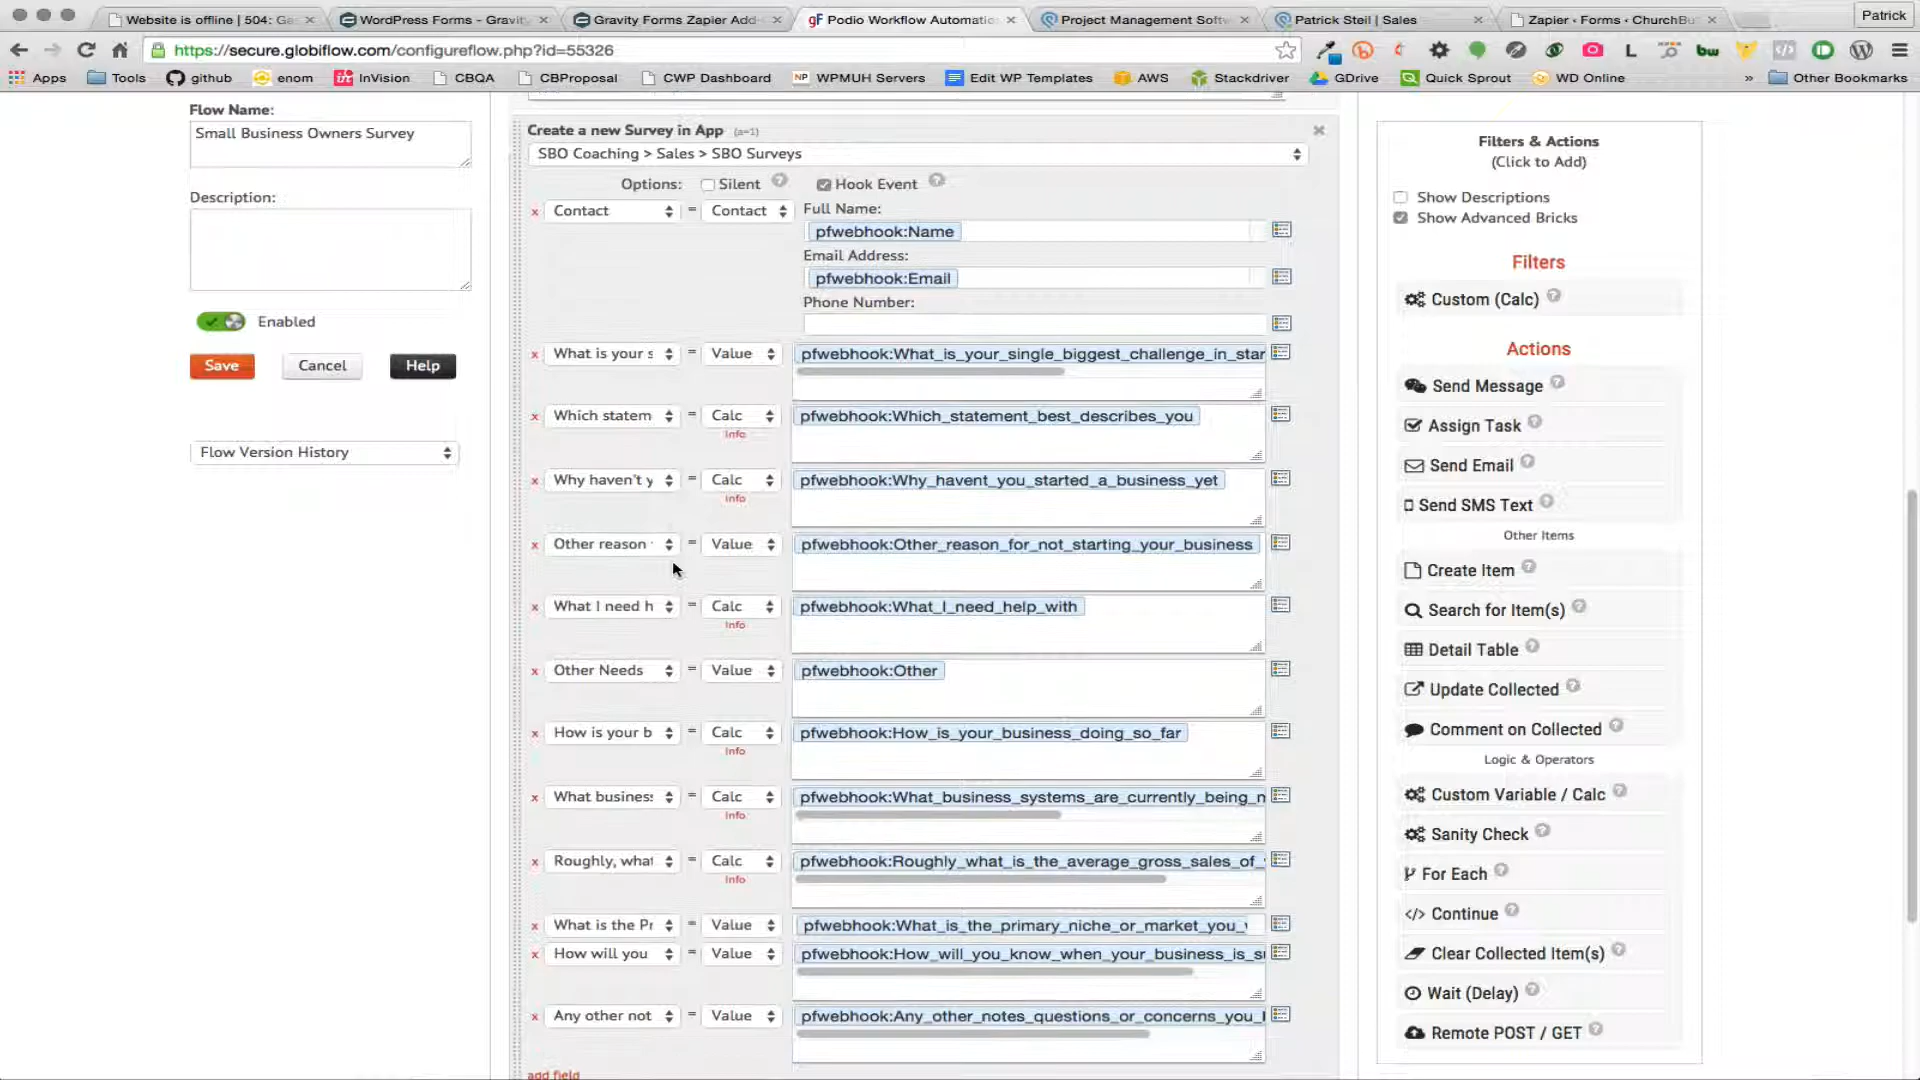 Website is offline | 504: Ga
WordPress Forms - Gravit
Gravity Forms Zapier Add-
gF Podio Workflow Automatio
Project Management Softw
Patrick Steil | Sales
Zapier ‹ Forms - ChurchBu
Patrick
https://secure.globiflow.com/configureflow.php?id=55326
Apps
Tools
github
enom
in InVision
CBQA
CBProposal
CWP Dashboard
NP WPMUH Servers
Edit WP Templates
AWS
Stackdriver
GDrive
Quick Sprout
WD Online
»
Other Bookmarks
Flow Name:
Small Business Owners Survey
Description:
Enabled
Save
Cancel
Help
Flow Version History
Create a new Survey in App (a=1)
SBO Coaching > Sales > SBO Surveys
Options: Silent Hook Event
x Contact = Contact Full Name:
pfwebhook:Name
Email Address:
pfwebhook:Email
Phone Number:
x What is your s = Value pfwebhook:What_is_your_single_biggest_challenge_in_star
x Which statem = Calc pfwebhook:Which_statement_best_describes_you
Info
x Why haven't y = Calc pfwebhook:Why_havent_you_started_a_business_yet
Info
x Other reason = Value pfwebhook:Other_reason_for_not_starting_your_business
x What I need h = Calc pfwebhook:What_I_need_help_with
Info
x Other Needs = Value pfwebhook:Other
x How is your b = Calc pfwebhook:How_is_your_business_doing_so_far
Info
x What business = Calc pfwebhook:What_business_systems_are_currently_being_n
Info
x Roughly, what = Calc pfwebhook:Roughly_what_is_the_average_gross_sales_of_
Info
x What is the Pr = Value pfwebhook:What_is_the_primary_niche_or_market_you_
x How will you = Value pfwebhook:How_will_you_know_when_your_business_is_su
x Any other not = Value pfwebhook:Any_other_notes_questions_or_concerns_you_
add field
Filters & Actions
(Click to Add)
Show Descriptions
Show Advanced Bricks
Filters
Custom (Calc)
Actions
Send Message
Assign Task
Send Email
Send SMS Text
Other Items
Create Item
Search for Item(s)
Detail Table
Update Collected
Comment on Collected
Logic & Operators
Custom Variable / Calc
Sanity Check
For Each
</> Continue
Clear Collected Item(s)
Wait (Delay)
Remote POST / GET